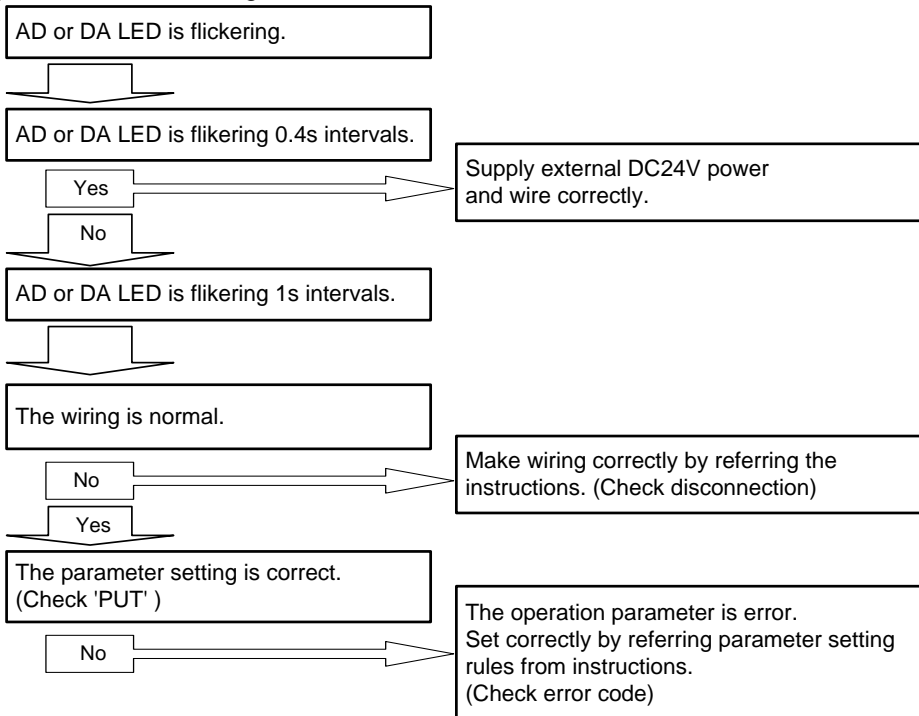 AD or DA LED is flickering.
AD or DA LED is flikering 0.4s intervals.
Yes
Supply external DC24V power
and wire correctly.
No
AD or DA LED is flikering 1s intervals.
The wiring is normal.
No
Make wiring correctly by referring the
instructions. (Check disconnection)
Yes
The parameter setting is correct.
(Check 'PUT' )
No
The operation parameter is error.
Set correctly by referring parameter setting
rules from instructions.
(Check error code)